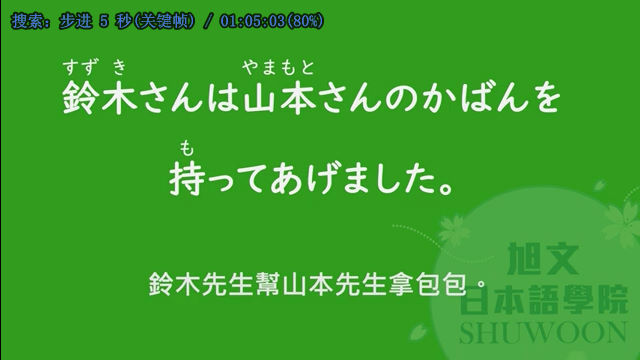 搜索: 步进 5 秒(关键帧) / 01:05:03(80%)
すず き やまもと
鈴木さんは山本さんのかばんを
も
持ってあげました。
鈴木先生幫山本先生拿包包。
旭文
日本語學院
SHUWOON